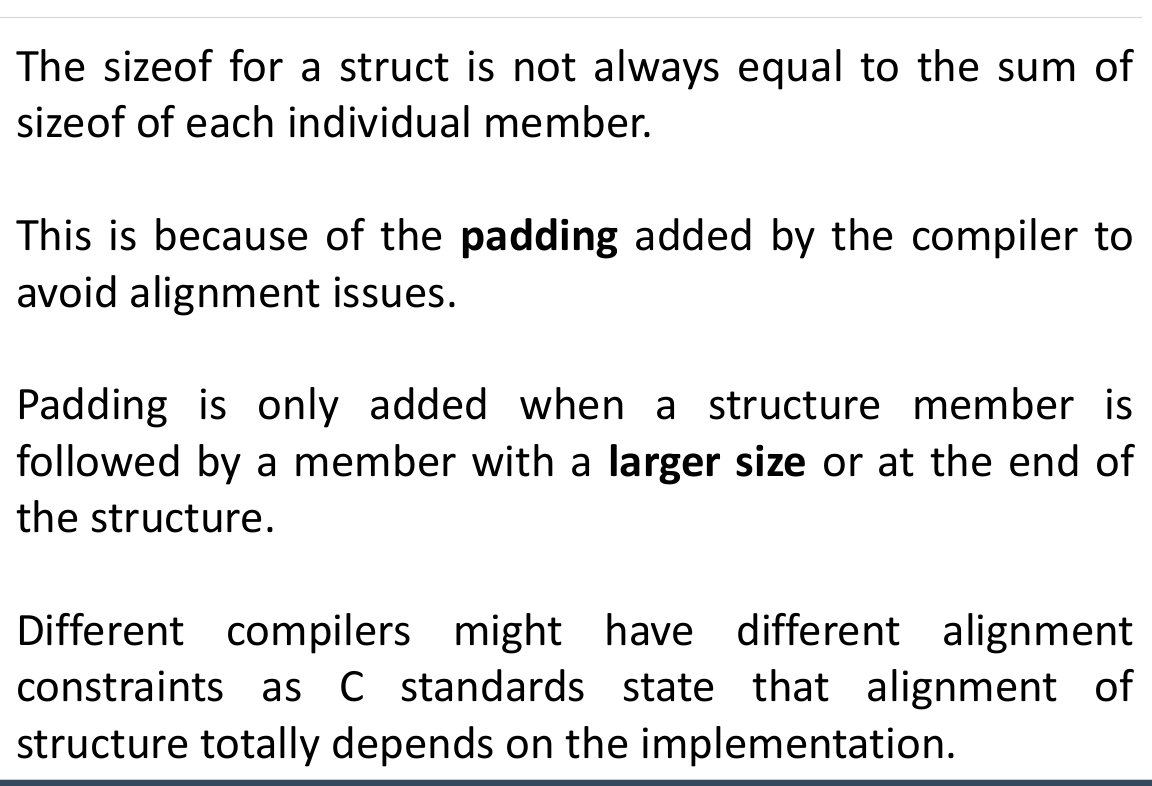 The sizeof for a struct is not always equal to the sum of
sizeof of each individual member.
This is because of the padding added by the compiler to
avoid alignment issues.
Padding is only added when a structure member is
followed by a member with a larger size or at the end of
the structure.
Different compilers might have different alignment
constraints as C standards state that alignment of
structure totally depends on the implementation.